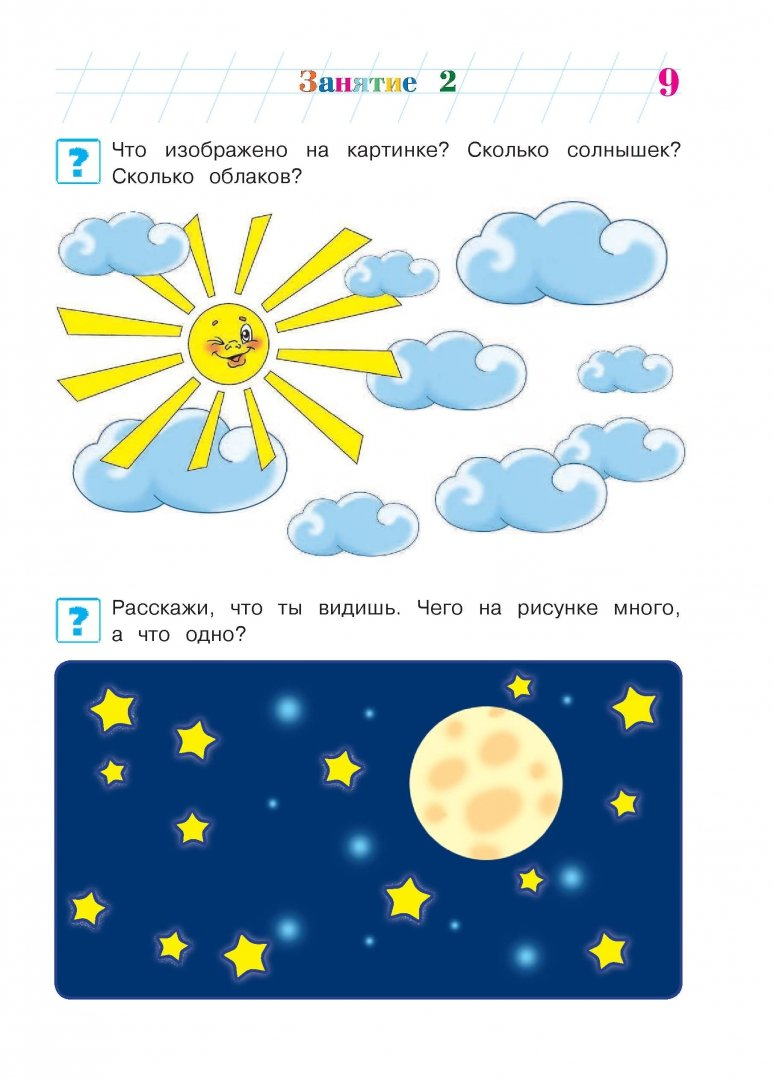 Занятие 2
9
? Что изображено на картинке? Сколько солнышек?
Сколько облаков?
? Расскажи, что ты видишь. Чего на рисунке много,
а что одно?